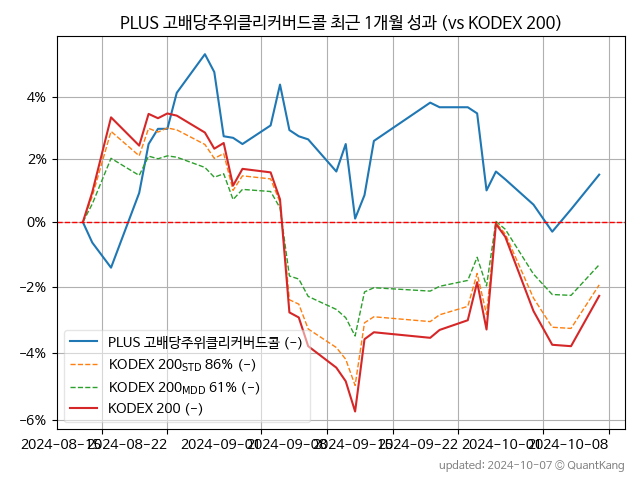 PLUS 고배당주위클리커버드콜 최근 1개월 성과 (vs KODEX 200)
4%
2%
0%
−2%
−4%
−6%
PLUS 고배당주위클리커버드콜 (-)
KODEX 200STD 86% (-)
KODEX 200MDD 61% (-)
KODEX 200 (-)
2024-08-15 2024-08-22 2024-09-01 2024-09-08 2024-09-15 2024-09-22 2024-10-01 2024-10-08
updated: 2024-10-07 © QuantKang